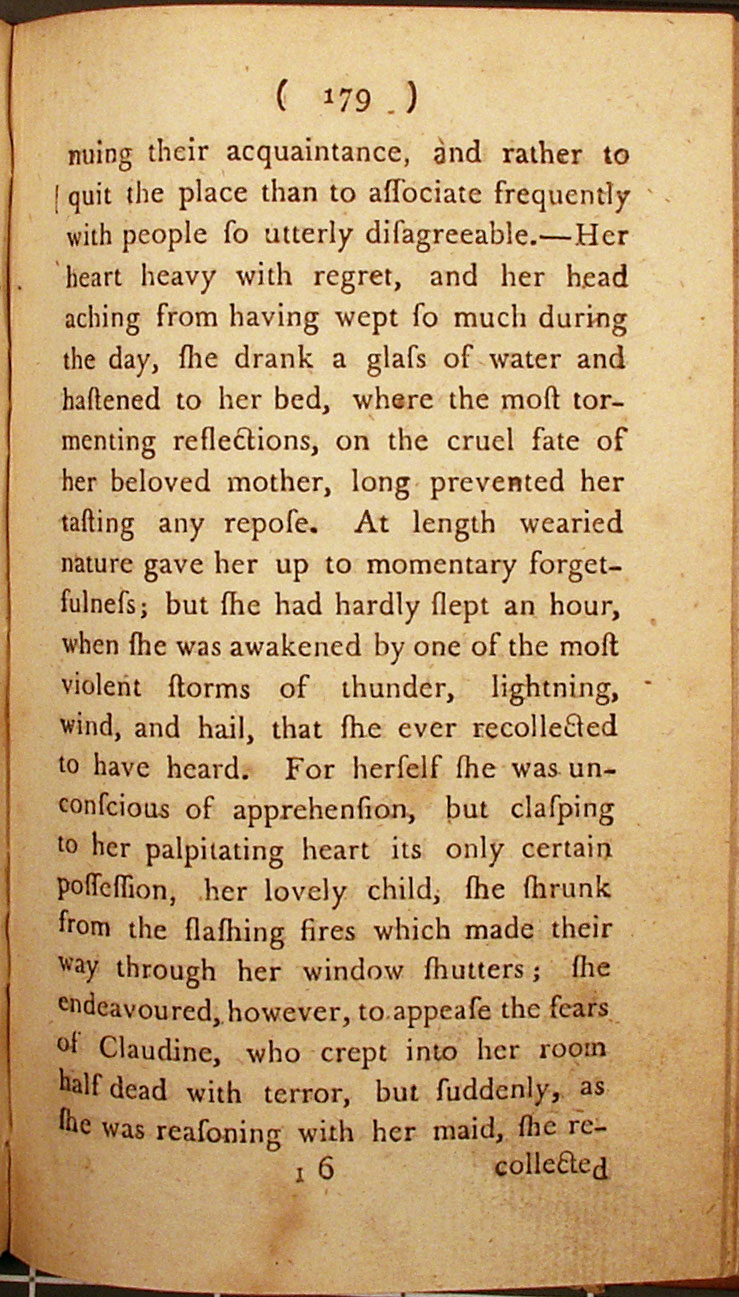 ( 179 )
nuing their acquaintance, and rather to
quit the place than to aſſociate frequently
with people ſo utterly diſagreeable.—Her
heart heavy with regret, and her head
aching from having wept ſo much during
the day, ſhe drank a glaſs of water and
haſtened to her bed, where the moſt tor-
menting reflections, on the cruel fate of
her beloved mother, long prevented her
taſting any repoſe. At length wearied
nature gave her up to momentary forget-
fulneſs; but ſhe had hardly ſlept an hour,
when ſhe was awakened by one of the moſt
violent ſtorms of thunder, lightning,
wind, and hail, that ſhe ever recollected
to have heard. For herſelf ſhe was un-
conſcious of apprehenſion, but claſping
to her palpitating heart its only certain
poſſeſſion, her lovely child, ſhe ſhrunk
from the flaſhing fires which made their
way through her window ſhutters; ſhe
endeavoured, however, to appeaſe the fears
of Claudine, who crept into her room
half dead with terror, but ſuddenly, as
ſhe was reaſoning with her maid, ſhe re-
I 6 collected